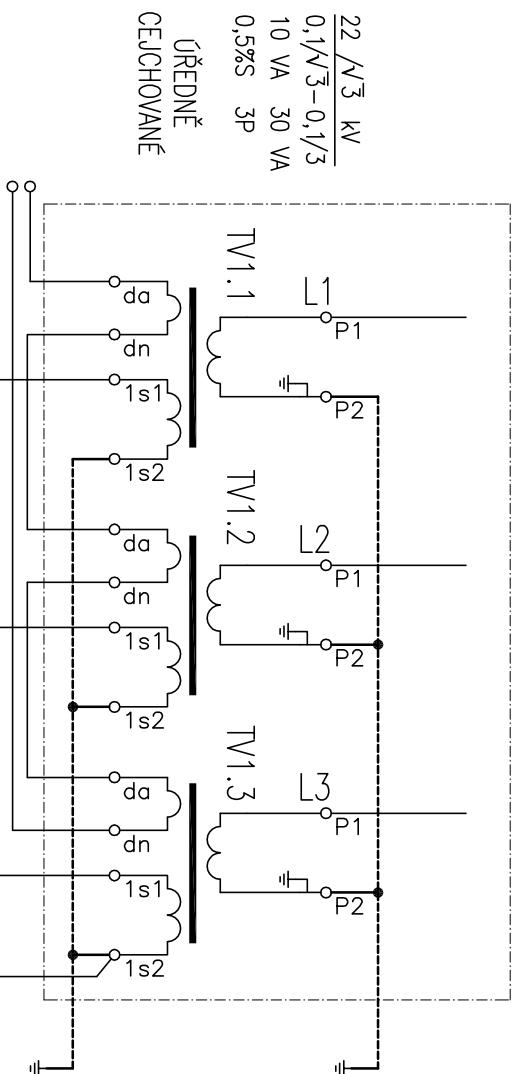 22 /√3 kV
0,1/√3-0,1/3
10 VA 30 VA
0,5%S 3P
ÚŘEDNĚ
CEJCHOVANÉ
TV1.1
L1
P1
P2
da
dn
1s1
1s2
TV1.2
L2
P1
P2
da
dn
1s1
1s2
TV1.3
L3
P1
P2
da
dn
1s1
1s2